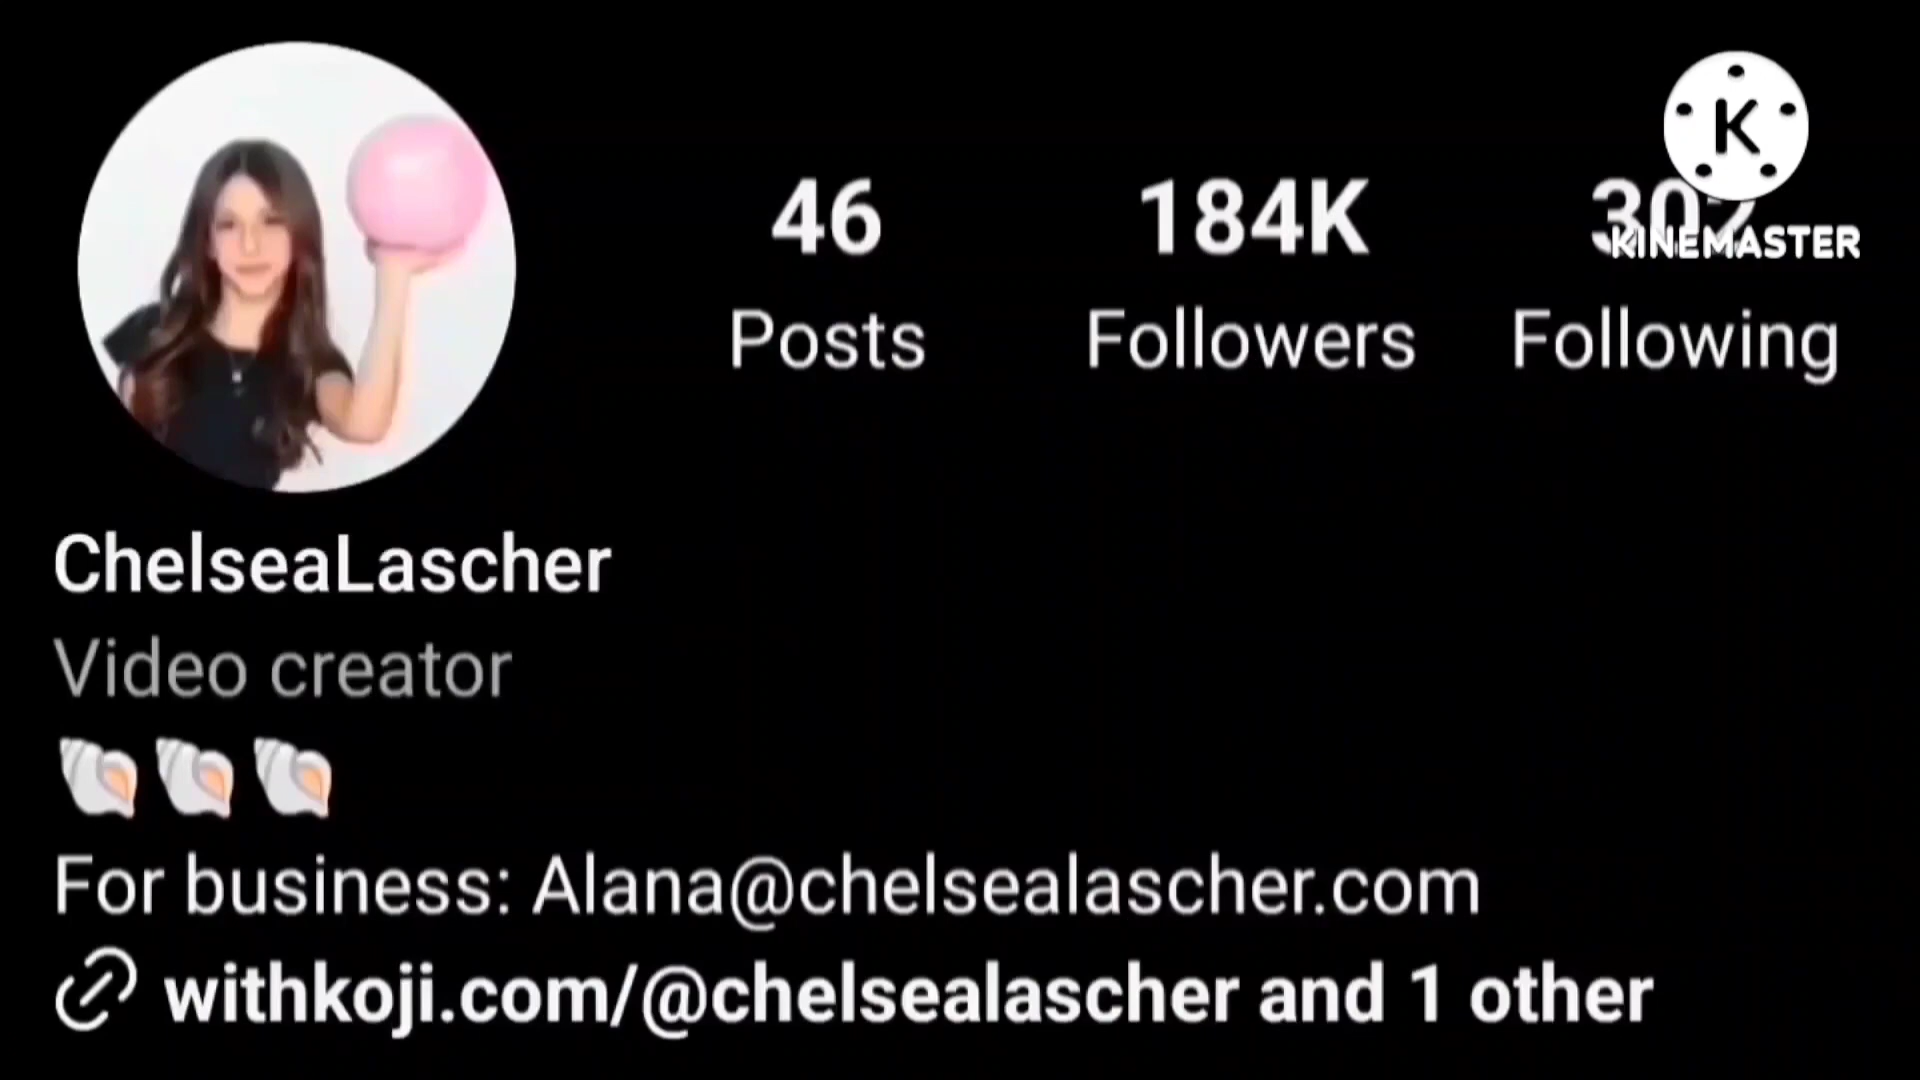 46 184K 302
Posts Followers Following
K
KINEMASTER
ChelseaLascher
Video creator
For business: Alana@chelsealascher.com
withkoji.com/@chelsealascher and 1 other